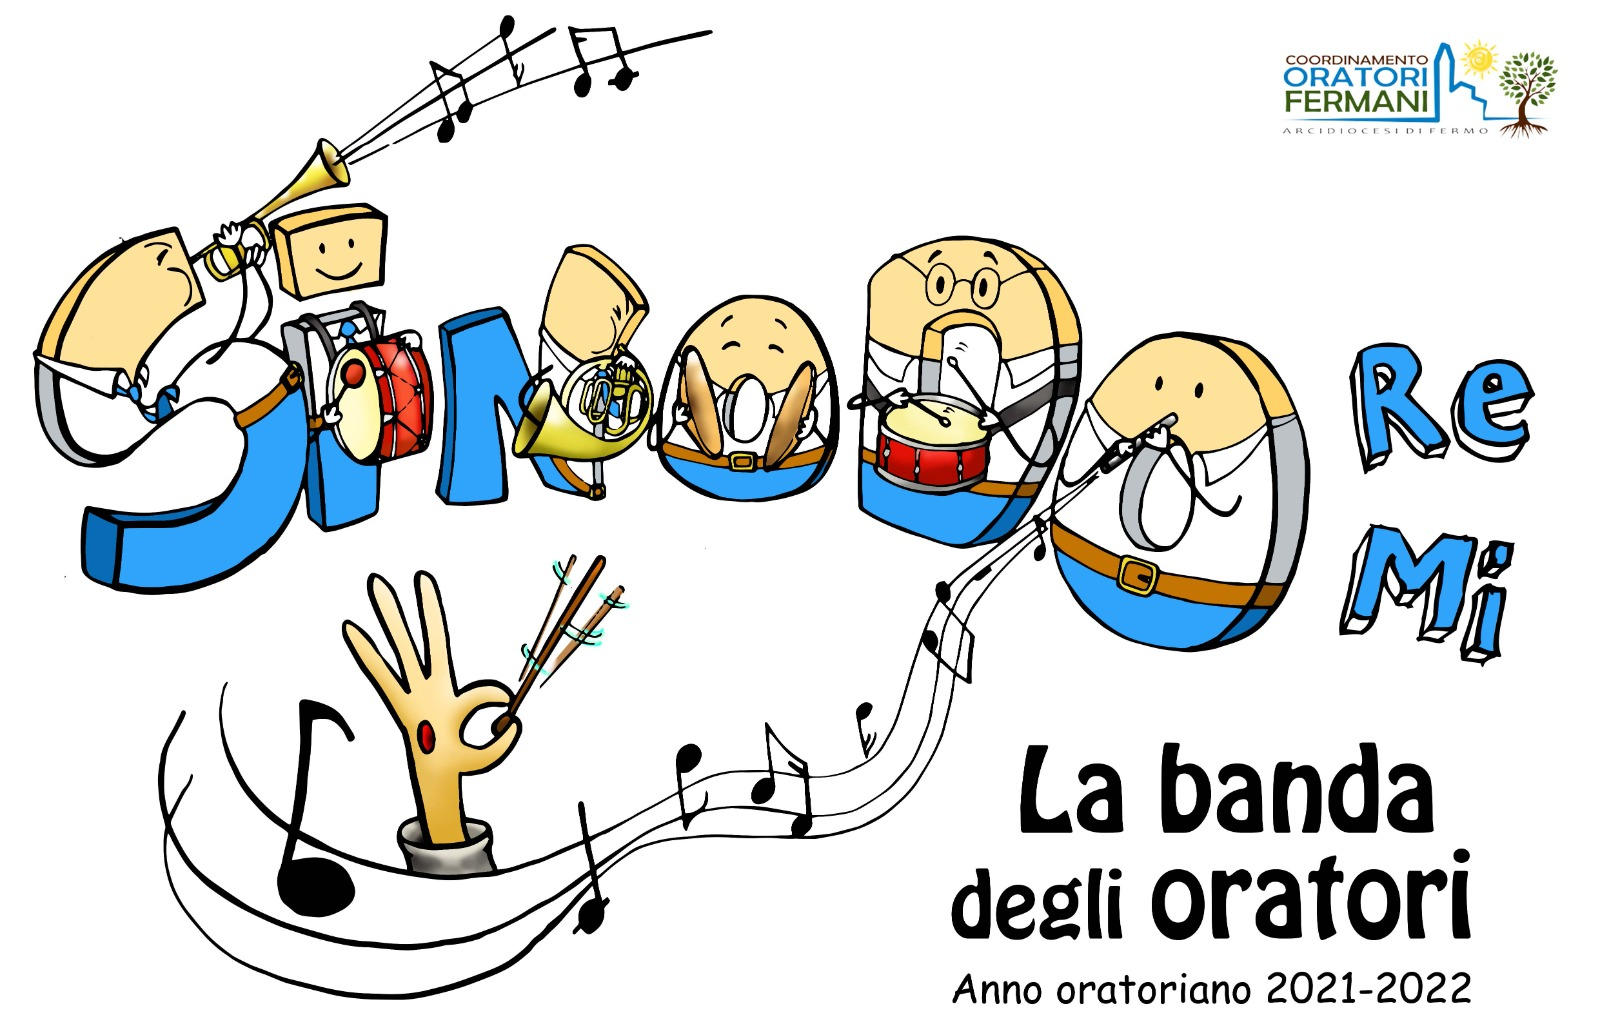 COORDINAMENTO
ORATORI
FERMANI
ARCIDIOCESI DI FERMO
SiNoDO
Re
Mi
La banda
degli oratori
Anno oratoriano 2021-2022